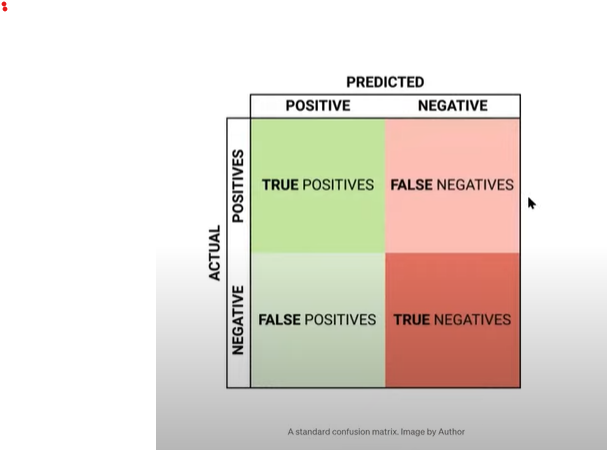 PREDICTED
POSITIVE NEGATIVE
ACTUAL
POSITIVES
TRUE POSITIVES FALSE NEGATIVES
NEGATIVE
FALSE POSITIVES TRUE NEGATIVES
A standard confusion matrix. Image by Author